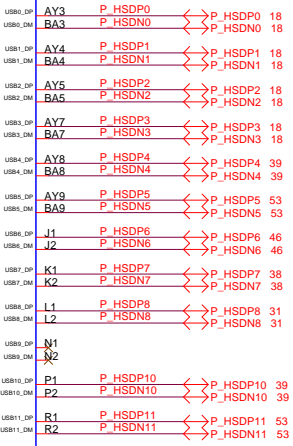 USB0_DP AY3 P_HSDP0 P_HSDP0 18
USB0_DM BA3 P_HSDN0 P_HSDN0 18
USB1_DP AY4 P_HSDP1 P_HSDP1 18
USB1_DM BA4 P_HSDN1 P_HSDN1 18
USB2_DP AY5 P_HSDP2 P_HSDP2 18
USB2_DM BA5 P_HSDN2 P_HSDN2 18
USB3_DP AY7 P_HSDP3 P_HSDP3 18
USB3_DM BA7 P_HSDN3 P_HSDN3 18
USB4_DP AY8 P_HSDP4 P_HSDP4 39
USB4_DM BA8 P_HSDN4 P_HSDN4 39
USB5_DP AY9 P_HSDP5 P_HSDP5 53
USB5_DM BA9 P_HSDN5 P_HSDN5 53
USB6_DP J1 P_HSDP6 P_HSDP6 46
USB6_DM J2 P_HSDN6 P_HSDN6 46
USB7_DP K1 P_HSDP7 P_HSDP7 38
USB7_DM K2 P_HSDN7 P_HSDN7 38
USB8_DP L1 P_HSDP8 P_HSDP8 31
USB8_DM L2 P_HSDN8 P_HSDN8 31
USB9_DP N1
USB9_DM N2
USB10_DP P1 P_HSDP10 P_HSDP10 39
USB10_DM P2 P_HSDN10 P_HSDN10 39
USB11_DP R1 P_HSDP11 P_HSDP11 53
USB11_DM R2 P_HSDN11 P_HSDN11 53